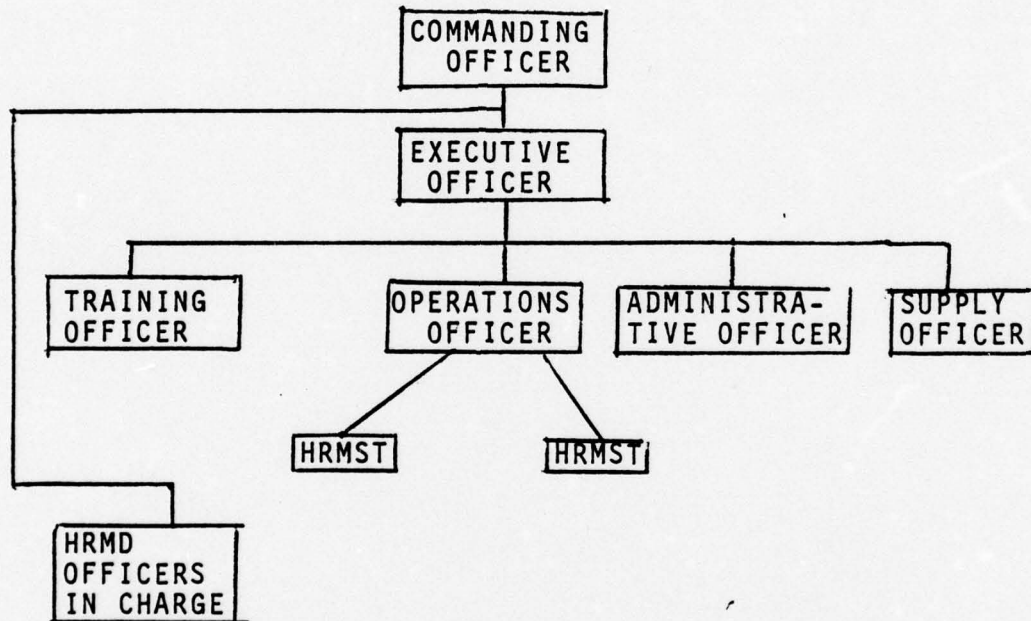 COMMANDING
OFFICER
EXECUTIVE
OFFICER
TRAINING
OFFICER
OPERATIONS
OFFICER
ADMINISTRA-
TIVE OFFICER
SUPPLY
OFFICER
HRMST
HRMST
HRMD
OFFICERS
IN CHARGE